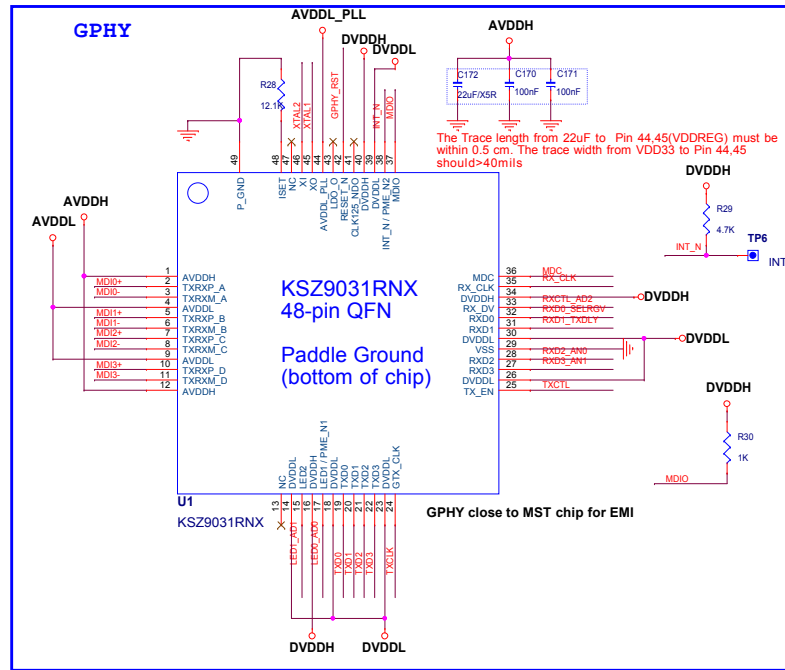 GPHY
AVDDL_PLL
DVDDH
DVDDL
AVDDH
R28
12.1K
XTAL2
XTAL1
GPHY_RST
INT_N
MDIO
C172
22uF/X5R
C170
100nF
C171
100nF
The Trace length from 22uF to Pin 44,45(VDDREG) must be
within 0.5 cm. The trace width from VDD33 to Pin 44,45
should>40mils
49
48
47
46
45
44
43
42
41
40
39
38
37
P_GND
ISET
NC
XI
XO
AVDDL_PLL
LDO_O
RESET_N
CLK125_NDO
DVDDH
DVDDL
INT_N / PME_N2
MDIO
DVDDH
R29
4.7K
INT_N
TP6
INT
AVDDH
AVDDL
KSZ9031RNX
48-pin QFN
Paddle Ground
(bottom of chip)
1 AVDDH
MDI0+ 2 TXRXP_A
MDI0- 3 TXRXM_A
4 AVDDL
MDI1+ 5 TXRXP_B
MDI1- 6 TXRXM_B
MDI2+ 7 TXRXP_C
MDI2- 8 TXRXM_C
9 AVDDL
MDI3+ 10 TXRXP_D
MDI3- 11 TXRXM_D
12 AVDDH
MDC 36 MDC
RX_CLK 35 RX_CLK
DVDDH 34 DVDDH
RX_DV 33 RXCTL_AD2
RXD0 32 RXD0_SELRGV
RXD1 31 RXD1_TXDLY
DVDDL 30 DVDDL
VSS 29
RXD2 28 RXD2_AN0
RXD3 27 RXD3_AN1
DVDDL 26
TX_EN 25 TXCTL
DVDDH
R30
1K
MDIO
NC
DVDDL
LED2
DVDDH
LED1 / PME_N1
DVDDL
TXD0
TXD1
TXD2
TXD3
DVDDL
GTX_CLK
U1
KSZ9031RNX
13
14
15
16
17
18
19
20
21
22
23
24
GPHY close to MST chip for EMI
LED1_AD1
LED0_AD0
TXD0
TXD1
TXD2
TXD3
TXCLK
DVDDH
DVDDL